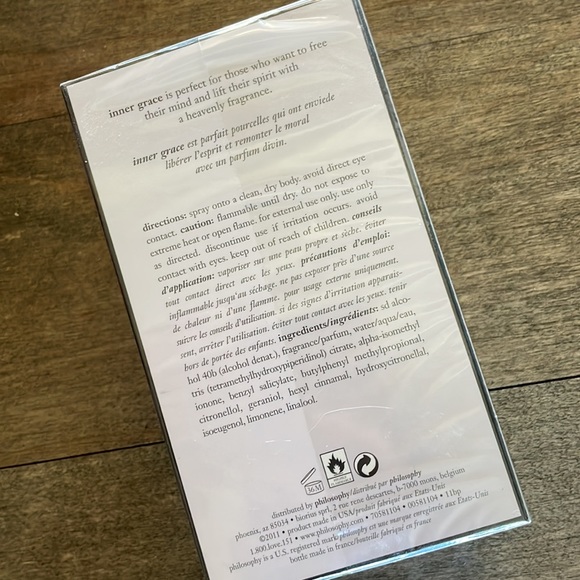 inner grace is perfect for those who want to free
their mind and lift their spirit with
a heavenly fragrance.
inner grace est parfait pourcelles qui ont enviede
libérer l'esprit et remonter le moral
avec un parfum divin.
directions: spray onto a clean, dry body. avoid direct eye
contact. caution: flammable until dry. do not expose to
extreme heat or open flame. for external use only. use only
as directed. discontinue use if irritation occurs. avoid
contact with eyes. keep out of reach of children. conseils
d'application: vaporiser sur une peau propre et sèche. éviter
tout contact direct avec les yeux. précautions d'emploi:
inflammable jusqu'au séchage. ne pas exposer près d'une source
de chaleur ni d'une flamme. pour usage externe uniquement.
suivre les conseils d'utilisation. si des signes d'irritation apparais-
sent, arrêter l'utilisation. éviter tout contact avec les yeux. tenir
hors de portée des enfants. ingredients/ingrédients: sd alco-
hol 40b (alcohol denat.), fragrance/parfum, water/aqua/eau,
tris (tetramethylhydroxypiperidinol) citrate, alpha-isomethyl
ionone, benzyl salicylate, butylphenyl methylpropional,
citronellol, geraniol, hexyl cinnamal, hydroxycitronellal,
isoeugenol, limonene, linalool.
36M
distributed by philosophy/distribué par philosophy
phoenix, az 85034 • biorius sprl, 2 rue rene descartes, b-7000 mons, belgium
©2011 • product made in USA/produit fabriqué aux Etats-Unis
1.800.love.151 • www.philosophy.com • 70581104 • 00581104 • 11hp
philosophy is a U.S. registered mark/philosophy est une marque enregistrée aux Etats-Unis
bottle made in france/bouteille fabriqué en france